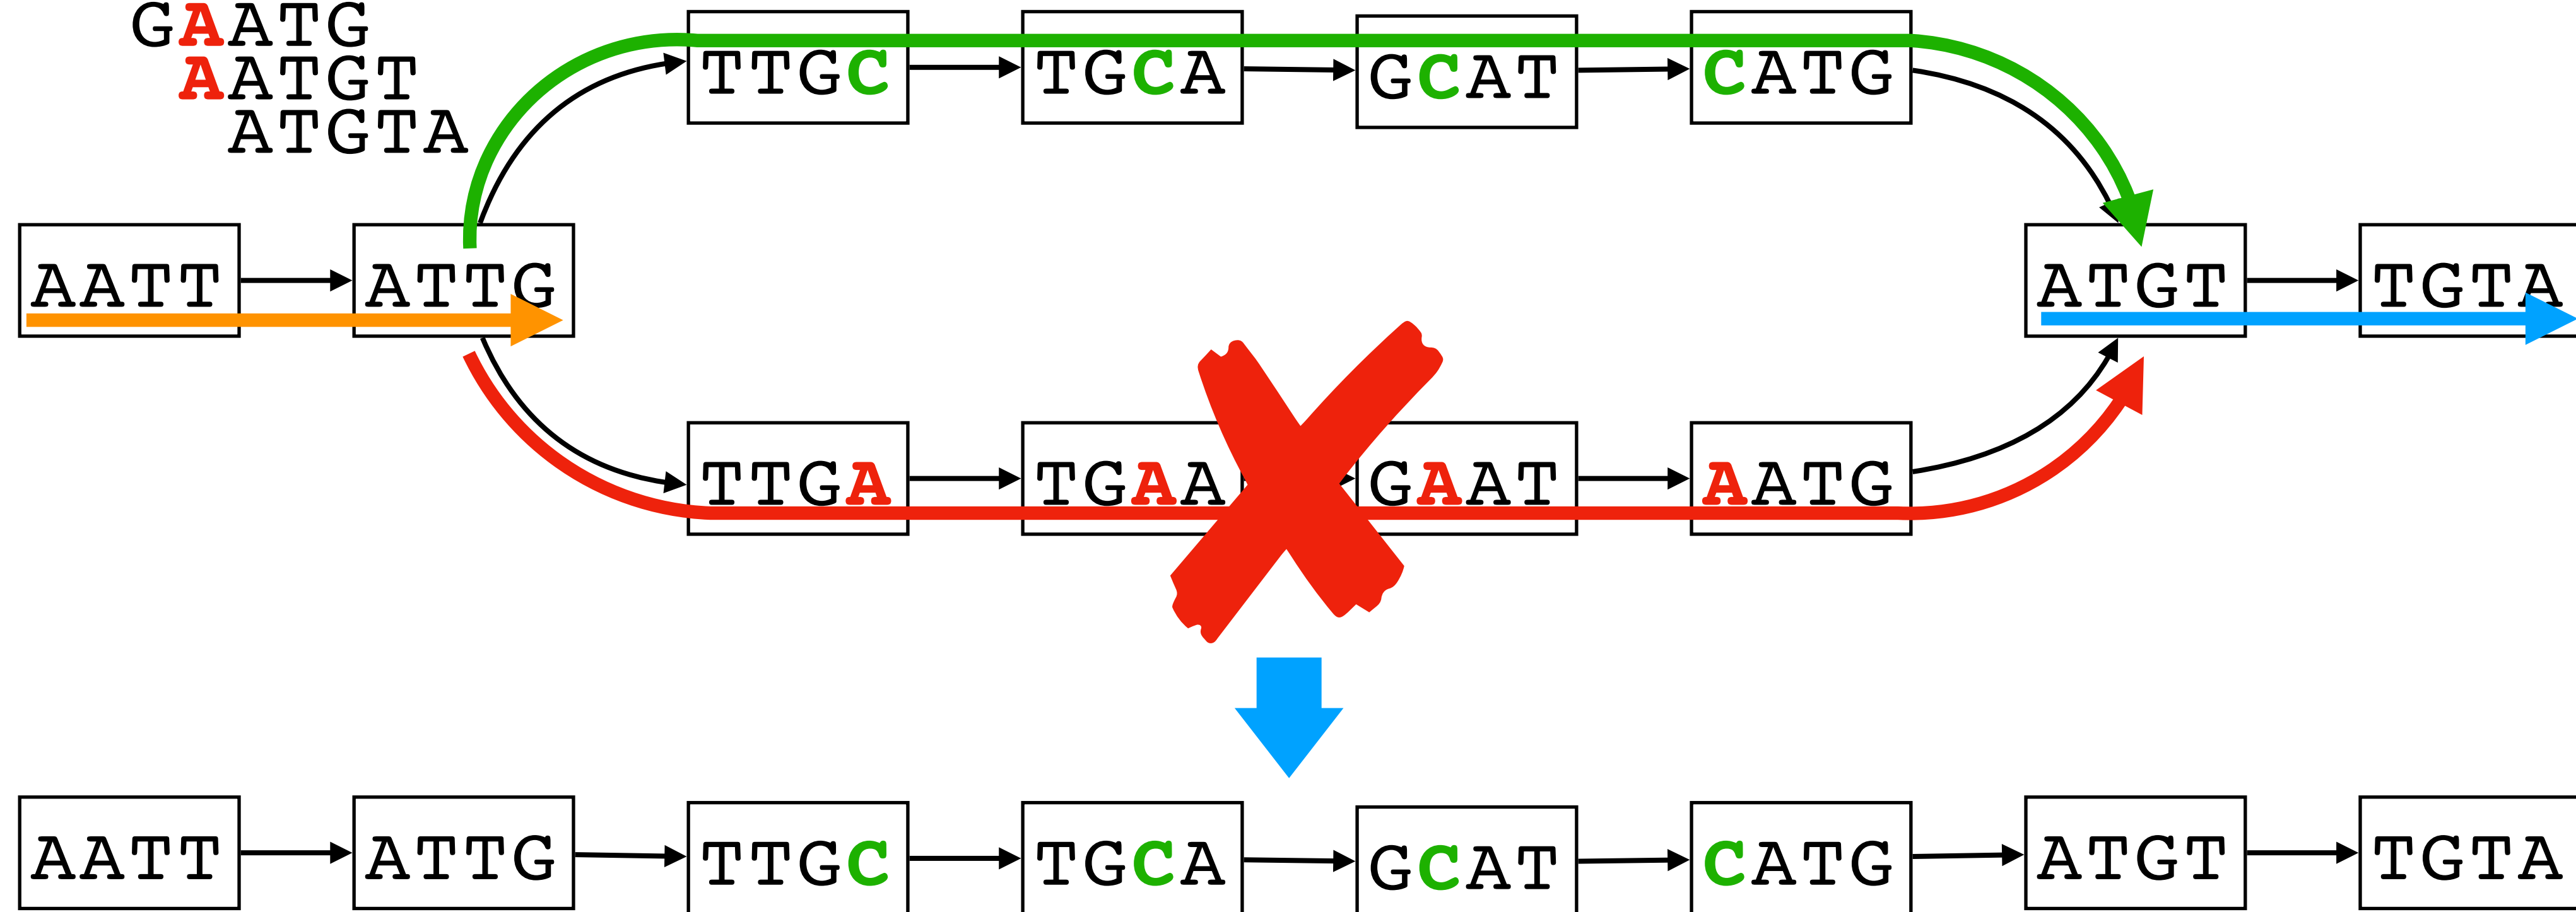 GAATG
AATGT
ATGTA
TTGC TGCA GCAT CATG
AATT ATTG ATGT TGTA
TTGA TGAA GAAT AATG
AATT ATTG TTGC TGCA GCAT CATG ATGT TGTA